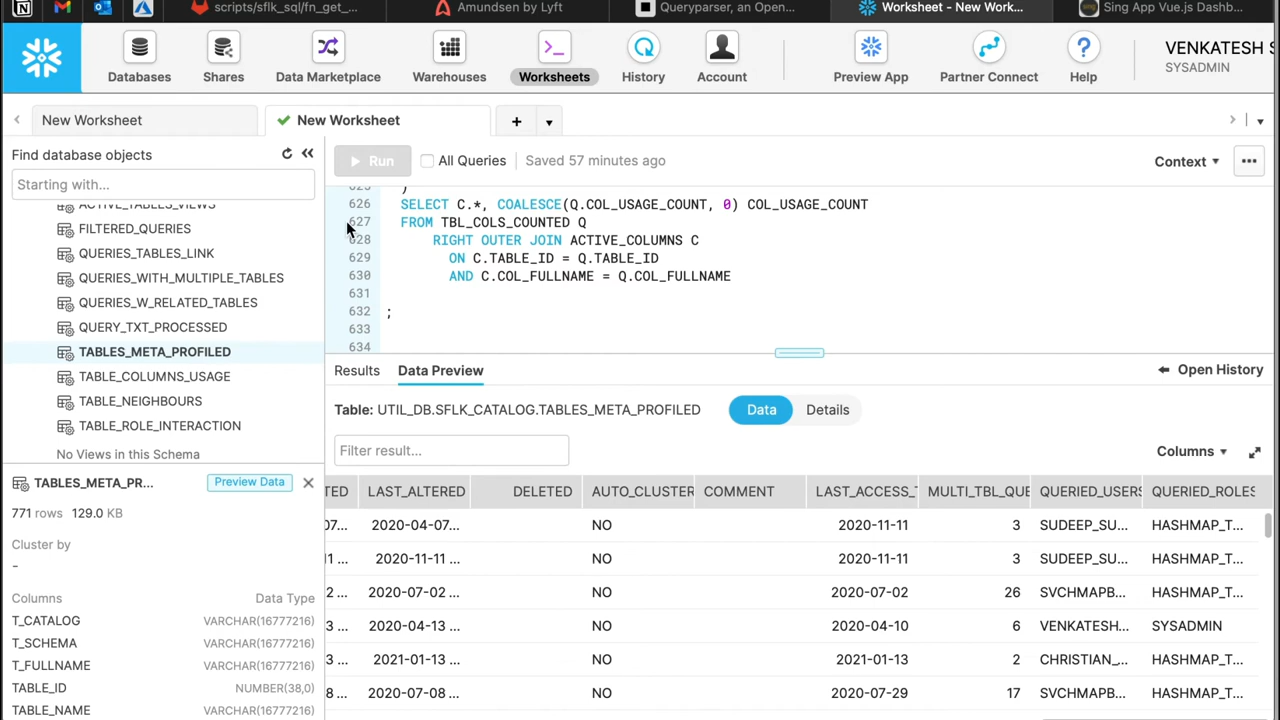 scripts/sflk_sql/fn_get_...
Amundsen by Lyft
Queryparser, an Open...
Worksheet - New Work...
Sing App Vue.js Dashb...
Databases
Shares
Data Marketplace
Warehouses
Worksheets
History
Account
Preview App
Partner Connect
Help
VENKATESH S
SYSADMIN
New Worksheet
New Worksheet
Find database objects
Starting with...
ACTIVE_TABLES_VIEWS
FILTERED_QUERIES
QUERIES_TABLES_LINK
QUERIES_WITH_MULTIPLE_TABLES
QUERIES_W_RELATED_TABLES
QUERY_TXT_PROCESSED
TABLES_META_PROFILED
TABLE_COLUMNS_USAGE
TABLE_NEIGHBOURS
TABLE_ROLE_INTERACTION
No Views in this Schema
TABLES_META_PR...
Preview Data
771 rows 129.0 KB
Cluster by
-
Columns Data Type
T_CATALOG VARCHAR(16777216)
T_SCHEMA VARCHAR(16777216)
T_FULLNAME VARCHAR(16777216)
TABLE_ID NUMBER(38,0)
TABLE_NAME VARCHAR(16777216)
Run
All Queries
Saved 57 minutes ago
Context
625 )
626 SELECT C.*, COALESCE(Q.COL_USAGE_COUNT, 0) COL_USAGE_COUNT
627 FROM TBL_COLS_COUNTED Q
628 RIGHT OUTER JOIN ACTIVE_COLUMNS C
629 ON C.TABLE_ID = Q.TABLE_ID
630 AND C.COL_FULLNAME = Q.COL_FULLNAME
631
632 ;
633
634
Results
Data Preview
Open History
Table: UTIL_DB.SFLK_CATALOG.TABLES_META_PROFILED
Data
Details
Filter result...
Columns
TED LAST_ALTERED DELETED AUTO_CLUSTER COMMENT LAST_ACCESS_T MULTI_TBL_QUE QUERIED_USERS QUERIED_ROLES
07... 2020-04-07... NO 2020-11-11 3 SUDEEP_SU... HASHMAP_T...
11 ... 2020-11-11 ... NO 2020-11-11 3 SUDEEP_SU... HASHMAP_T...
2 ... 2020-07-02 ... NO 2020-07-02 26 SVCHMAPB... HASHMAP_T...
3 ... 2020-04-13 ... NO 2020-04-10 6 VENKATESH... SYSADMIN
3 ... 2021-01-13 ... NO 2021-01-13 2 CHRISTIAN_... HASHMAP_T...
8 ... 2020-07-08 ... NO 2020-07-29 17 SVCHMAPB... HASHMAP_T...